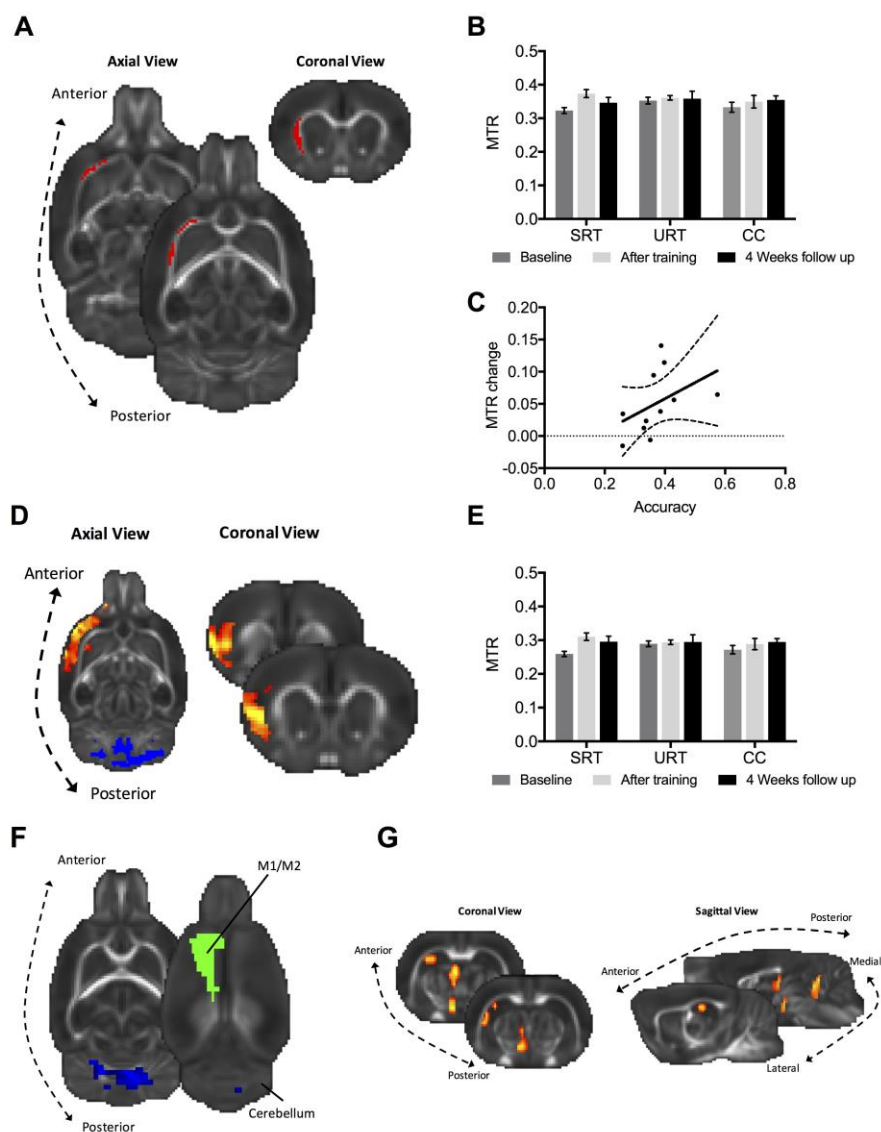 A
Axial View
Coronal View
Anterior
Posterior
B
0.5
0.4
0.3
0.2
0.1
0.0
MTR
SRT URT CC
Baseline After training 4 Weeks follow up
C
0.20
0.15
0.10
0.05
0.00
-0.05
MTR change
0.0 0.2 0.4 0.6 0.8
Accuracy
D
Axial View
Coronal View
Anterior
Posterior
E
0.5
0.4
0.3
0.2
0.1
0.0
MTR
SRT URT CC
Baseline After training 4 Weeks follow up
F
Anterior
M1/M2
Posterior
Cerebellum
G
Coronal View
Sagittal View
Anterior
Posterior
Anterior
Posterior
Medial
Lateral